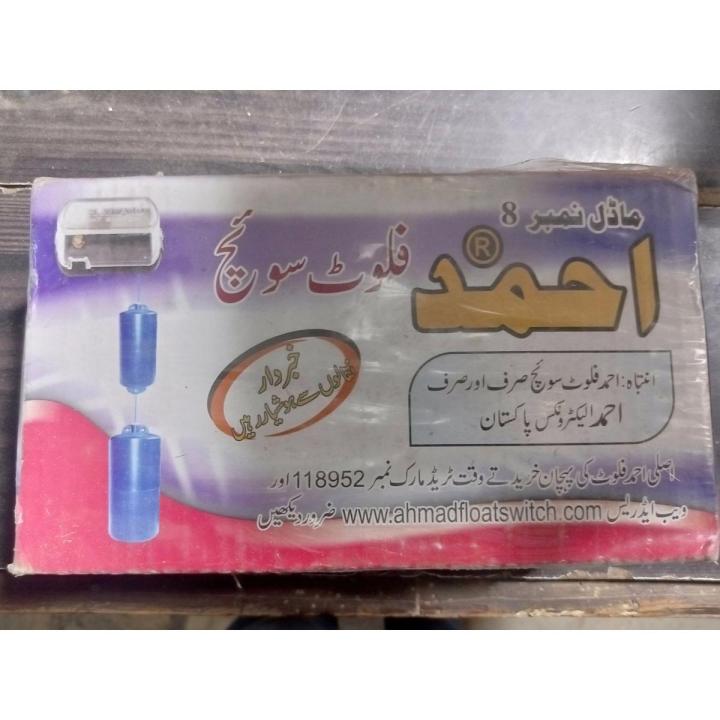 ماڈل نمبر 8
احمد®
فلوٹ سوئچ
خبردار
نقالوں سے ہوشیار رہیں
انتباہ: احمد فلوٹ سوئچ صرف اور صرف
احمد الیکٹرونکس پاکستان
اصلی احمد فلوٹ کی پہچان خریدتے وقت ٹریڈ مارک نمبر 118952 اور
ویب ایڈریس www.ahmadfloatswitch.com ضرور دیکھیں